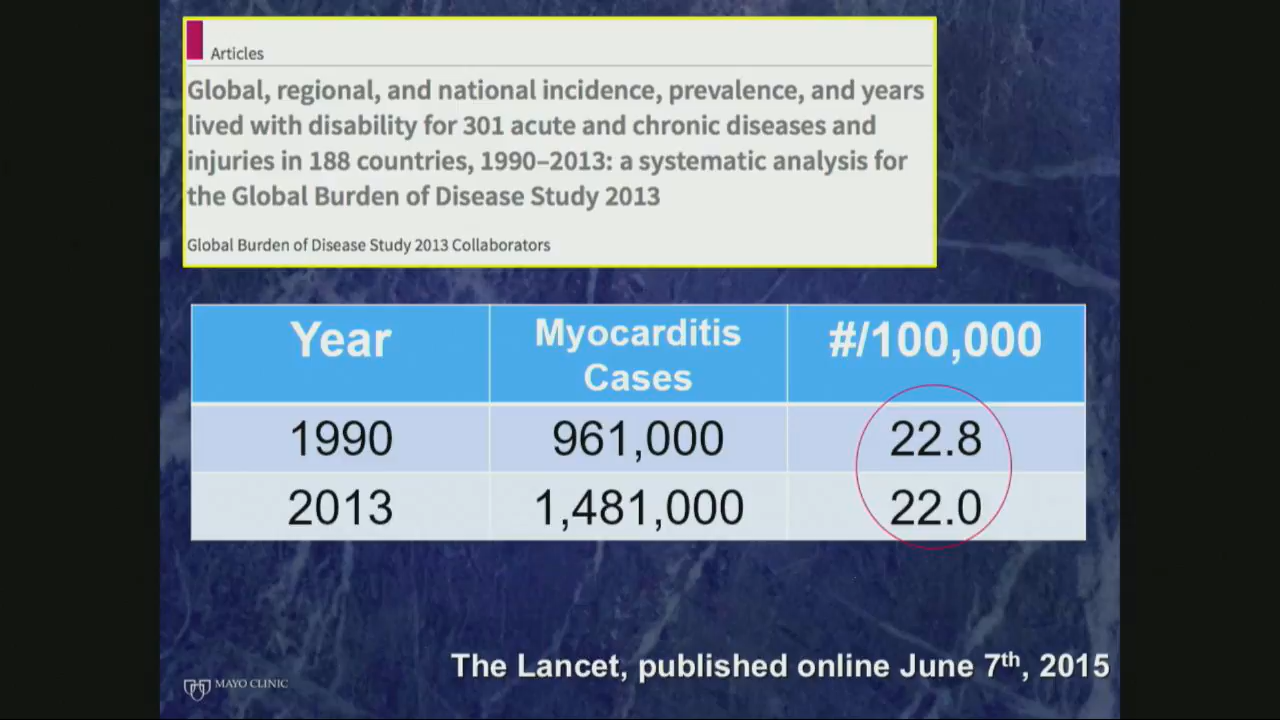 Articles
Global, regional, and national incidence, prevalence, and years
lived with disability for 301 acute and chronic diseases and
injuries in 188 countries, 1990–2013: a systematic analysis for
the Global Burden of Disease Study 2013
Global Burden of Disease Study 2013 Collaborators
Year Myocarditis Cases #/100,000
1990 961,000 22.8
2013 1,481,000 22.0
The Lancet, published online June 7th, 2015
MAYO CLINIC